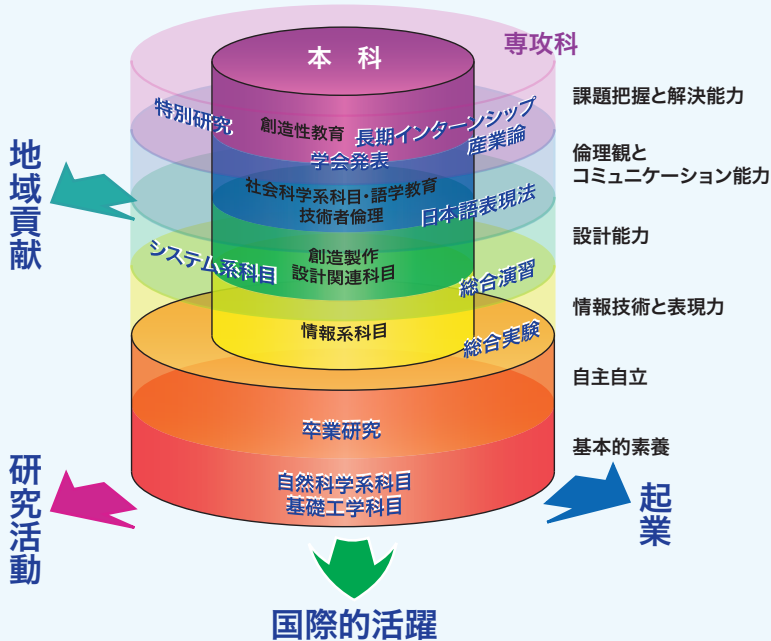 専攻科
本 科
特別研究
創造性教育
長期インターンシップ
産業論
学会発表
社会科学系科目・語学教育
技術者倫理
日本語表現法
システム系科目
創造製作
設計関連科目
総合演習
情報系科目
総合実験
卒業研究
自然科学系科目
基礎工学科目
課題把握と解決能力
倫理観と
コミュニケーション能力
設計能力
情報技術と表現力
自主自立
基本的素養
地域貢献
研究活動
起業
国際的活躍